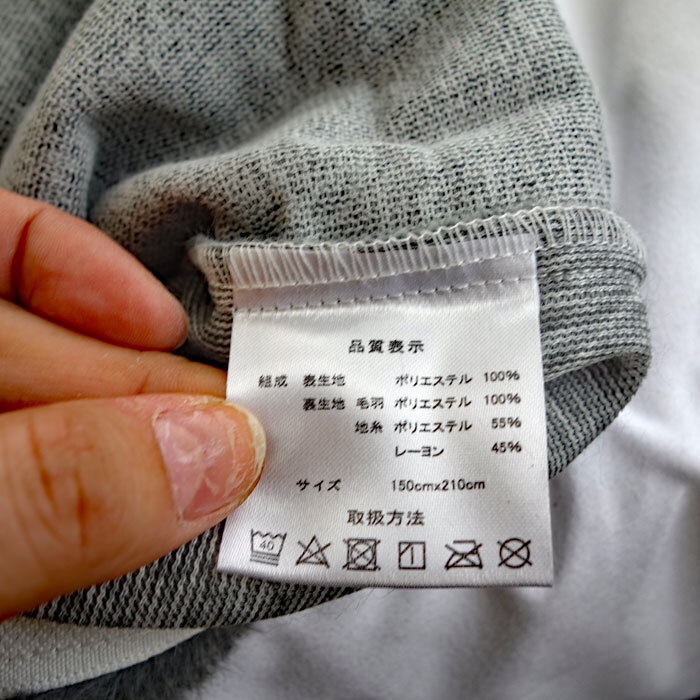 品質表示
組成 表生地 ポリエステル 100%
裏生地 毛羽 ポリエステル 100%
地糸 ポリエステル 55%
レーヨン 45%
サイズ 150cmx210cm
取扱方法
40